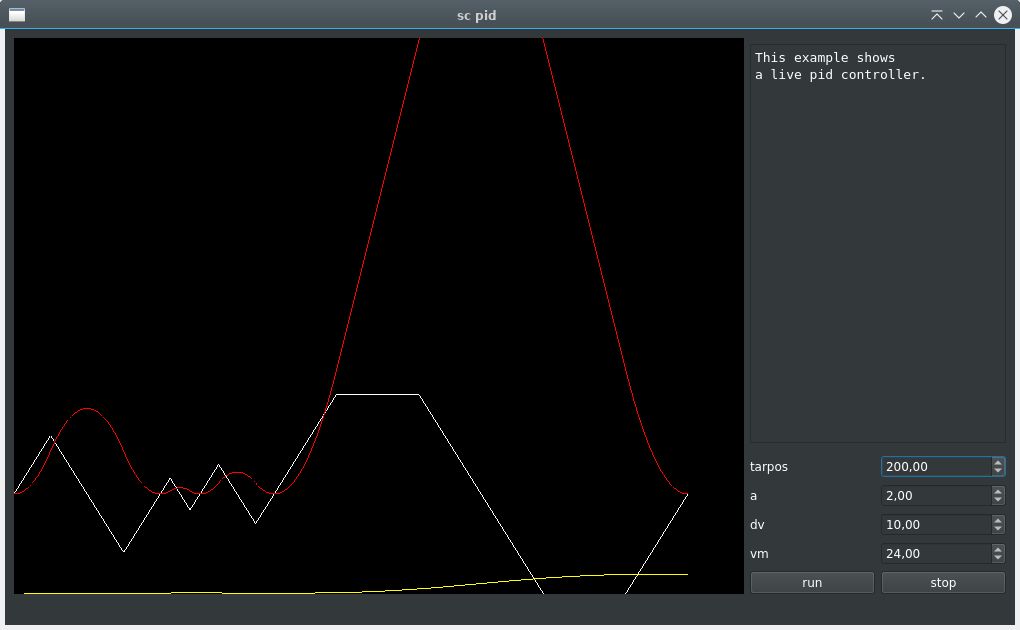 sc pid
This example shows
a live pid controller.
tarpos
200,00
a
2,00
dv
10,00
vm
24,00
run
stop